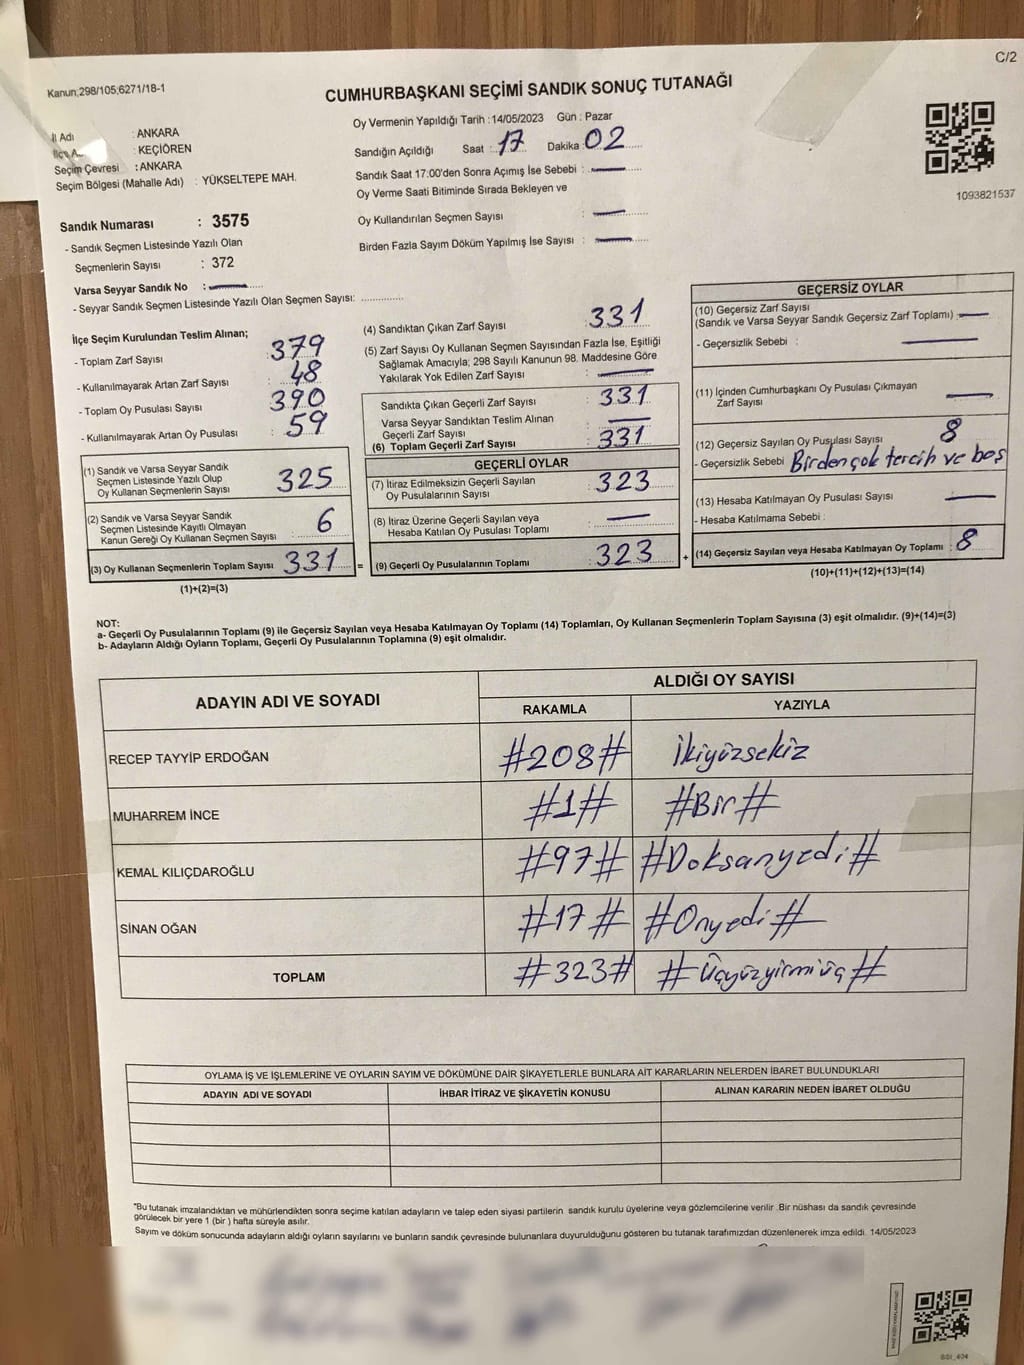 C/2
Kanun;298/105;6271/18-1
CUMHURBAŞKANI SEÇİMİ SANDIK SONUÇ TUTANAĞI
Oy Vermenin Yapıldığı Tarih : 14/05/2023 Gün : Pazar
İl Adı : ANKARA
: KEÇİÖREN
Seçim Çevresi : ANKARA
Seçim Bölgesi (Mahalle Adı) : YÜKSELTEPE MAH.
Sandığın Açıldığı Saat : 17 Dakika : 02
Sandık Saat 17:00'den Sonra Açımış İse Sebebi :
Oy Verme Saati Bitiminde Sırada Bekleyen ve
Oy Kullandırılan Seçmen Sayısı :
Birden Fazla Sayım Döküm Yapılmış İse Sayısı :
1093821537
Sandık Numarası : 3575
- Sandık Seçmen Listesinde Yazılı Olan
Seçmenlerin Sayısı : 372
Varsa Seyyar Sandık No :
- Seyyar Sandık Seçmen Listesinde Yazılı Olan Seçmen Sayısı: ..............
İlçe Seçim Kurulundan Teslim Alınan;
- Toplam Zarf Sayısı : 379
- Kullanılmayarak Artan Zarf Sayısı : 48
- Toplam Oy Pusulası Sayısı : 390
- Kullanılmayarak Artan Oy Pusulası : 59
(1) Sandık ve Varsa Seyyar Sandık
Seçmen Listesinde Yazılı Olup
Oy Kullanan Seçmenlerin Sayısı : 325
(2) Sandık ve Varsa Seyyar Sandık
Seçmen Listesinde Kayıtlı Olmayan
Kanun Gereği Oy Kullanan Seçmen Sayısı : 6
(3) Oy Kullanan Seçmenlerin Toplam Sayısı : 331 =
(1)+(2)=(3)
(4) Sandıktan Çıkan Zarf Sayısı : 331
(5) Zarf Sayısı Oy Kullanan Seçmen Sayısından Fazla İse, Eşitliği
Sağlamak Amacıyla; 298 Sayılı Kanunun 98. Maddesine Göre
Yakılarak Yok Edilen Zarf Sayısı :
Sandıkta Çıkan Geçerli Zarf Sayısı : 331
Varsa Seyyar Sandıktan Teslim Alınan
Geçerli Zarf Sayısı :
(6) Toplam Geçerli Zarf Sayısı : 331
GEÇERLİ OYLAR
(7) İtiraz Edilmeksizin Geçerli Sayılan
Oy Pusulalarının Sayısı : 323
(8) İtiraz Üzerine Geçerli Sayılan veya
Hesaba Katılan Oy Pusulası Toplamı :
(9) Geçerli Oy Pusulalarının Toplamı : 323 +
GEÇERSİZ OYLAR
(10) Geçersiz Zarf Sayısı
(Sandık ve Varsa Seyyar Sandık Geçersiz Zarf Toplamı) :
- Geçersizlik Sebebi :
(11) İçinden Cumhurbaşkanı Oy Pusulası Çıkmayan
Zarf Sayısı :
(12) Geçersiz Sayılan Oy Pusulası Sayısı : 8
- Geçersizlik Sebebi : Birden çok tercih ve boş
(13) Hesaba Katılmayan Oy Pusulası Sayısı :
- Hesaba Katılmama Sebebi :
(14) Geçersiz Sayılan veya Hesaba Katılmayan Oy Toplamı : 8
(10)+(11)+(12)+(13)=(14)
NOT:
a- Geçerli Oy Pusulalarının Toplamı (9) ile Geçersiz Sayılan veya Hesaba Katılmayan Oy Toplamı (14) Toplamları, Oy Kullanan Seçmenlerin Toplam Sayısına (3) eşit olmalıdır. (9)+(14)=(3)
b- Adayların Aldığı Oyların Toplamı, Geçerli Oy Pusulalarının Toplamına (9) eşit olmalıdır.
ADAYIN ADI VE SOYADI
ALDIĞI OY SAYISI
RAKAMLA YAZIYLA
RECEP TAYYİP ERDOĞAN #208# İkiyüzsekiz
MUHARREM İNCE #1# #Bir#
KEMAL KILIÇDAROĞLU #97# #Doksanyedi#
SİNAN OĞAN #17# #Onyedi#
TOPLAM #323# #Üçyüzyirmiüç#
OYLAMA İŞ VE İŞLEMLERİNE VE OYLARIN SAYIM VE DÖKÜMÜNE DAİR ŞİKAYETLERLE BUNLARA AİT KARARLARIN NELERDEN İBARET BULUNDUKLARI
ADAYIN ADI VE SOYADI İHBAR İTİRAZ VE ŞİKAYETİN KONUSU ALINAN KARARIN NEDEN İBARET OLDUĞU
"Bu tutanak imzalandıktan ve mühürlendikten sonra seçime katılan adayların ve talep eden siyasi partilerin sandık kurulu üyelerine veya gözlemcilerine verilir .Bir nüshası da sandık çevresinde
görülecek bir yere 1 (bir ) hafta süreyle asılır.
Sayım ve döküm sonucunda adayların aldığı oyların sayılarını ve bunların sandık çevresinde bulunanlara duyurulduğunu gösteren bu tutanak tarafımızdan düzenlenerek imza edildi. 14/05/2023